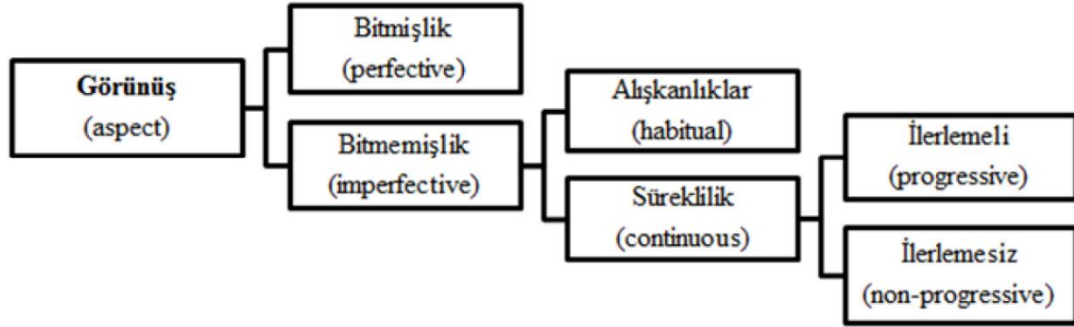 Görünüş
(aspect)
Bitmişlik
(perfective)
Bitmemişlik
(imperfective)
Alışkanlıklar
(habitual)
Süreklilik
(continuous)
İlerlemeli
(progressive)
İlerlemesiz
(non-progressive)